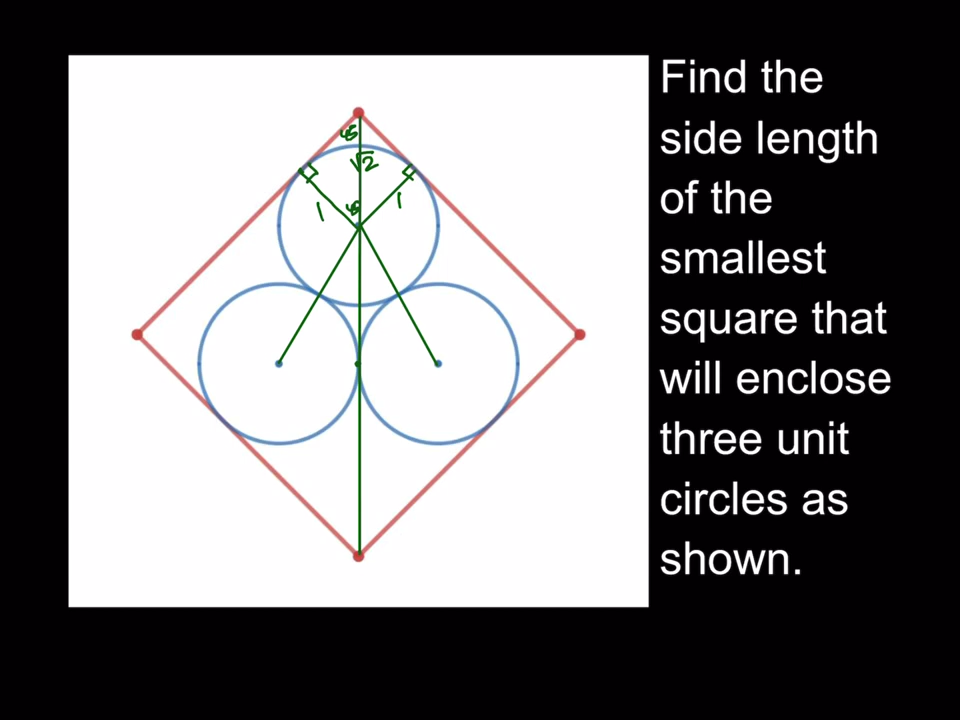 Find the
side length
of the
smallest
square that
will enclose
three unit
circles as
shown.
45
√2
1
45
1